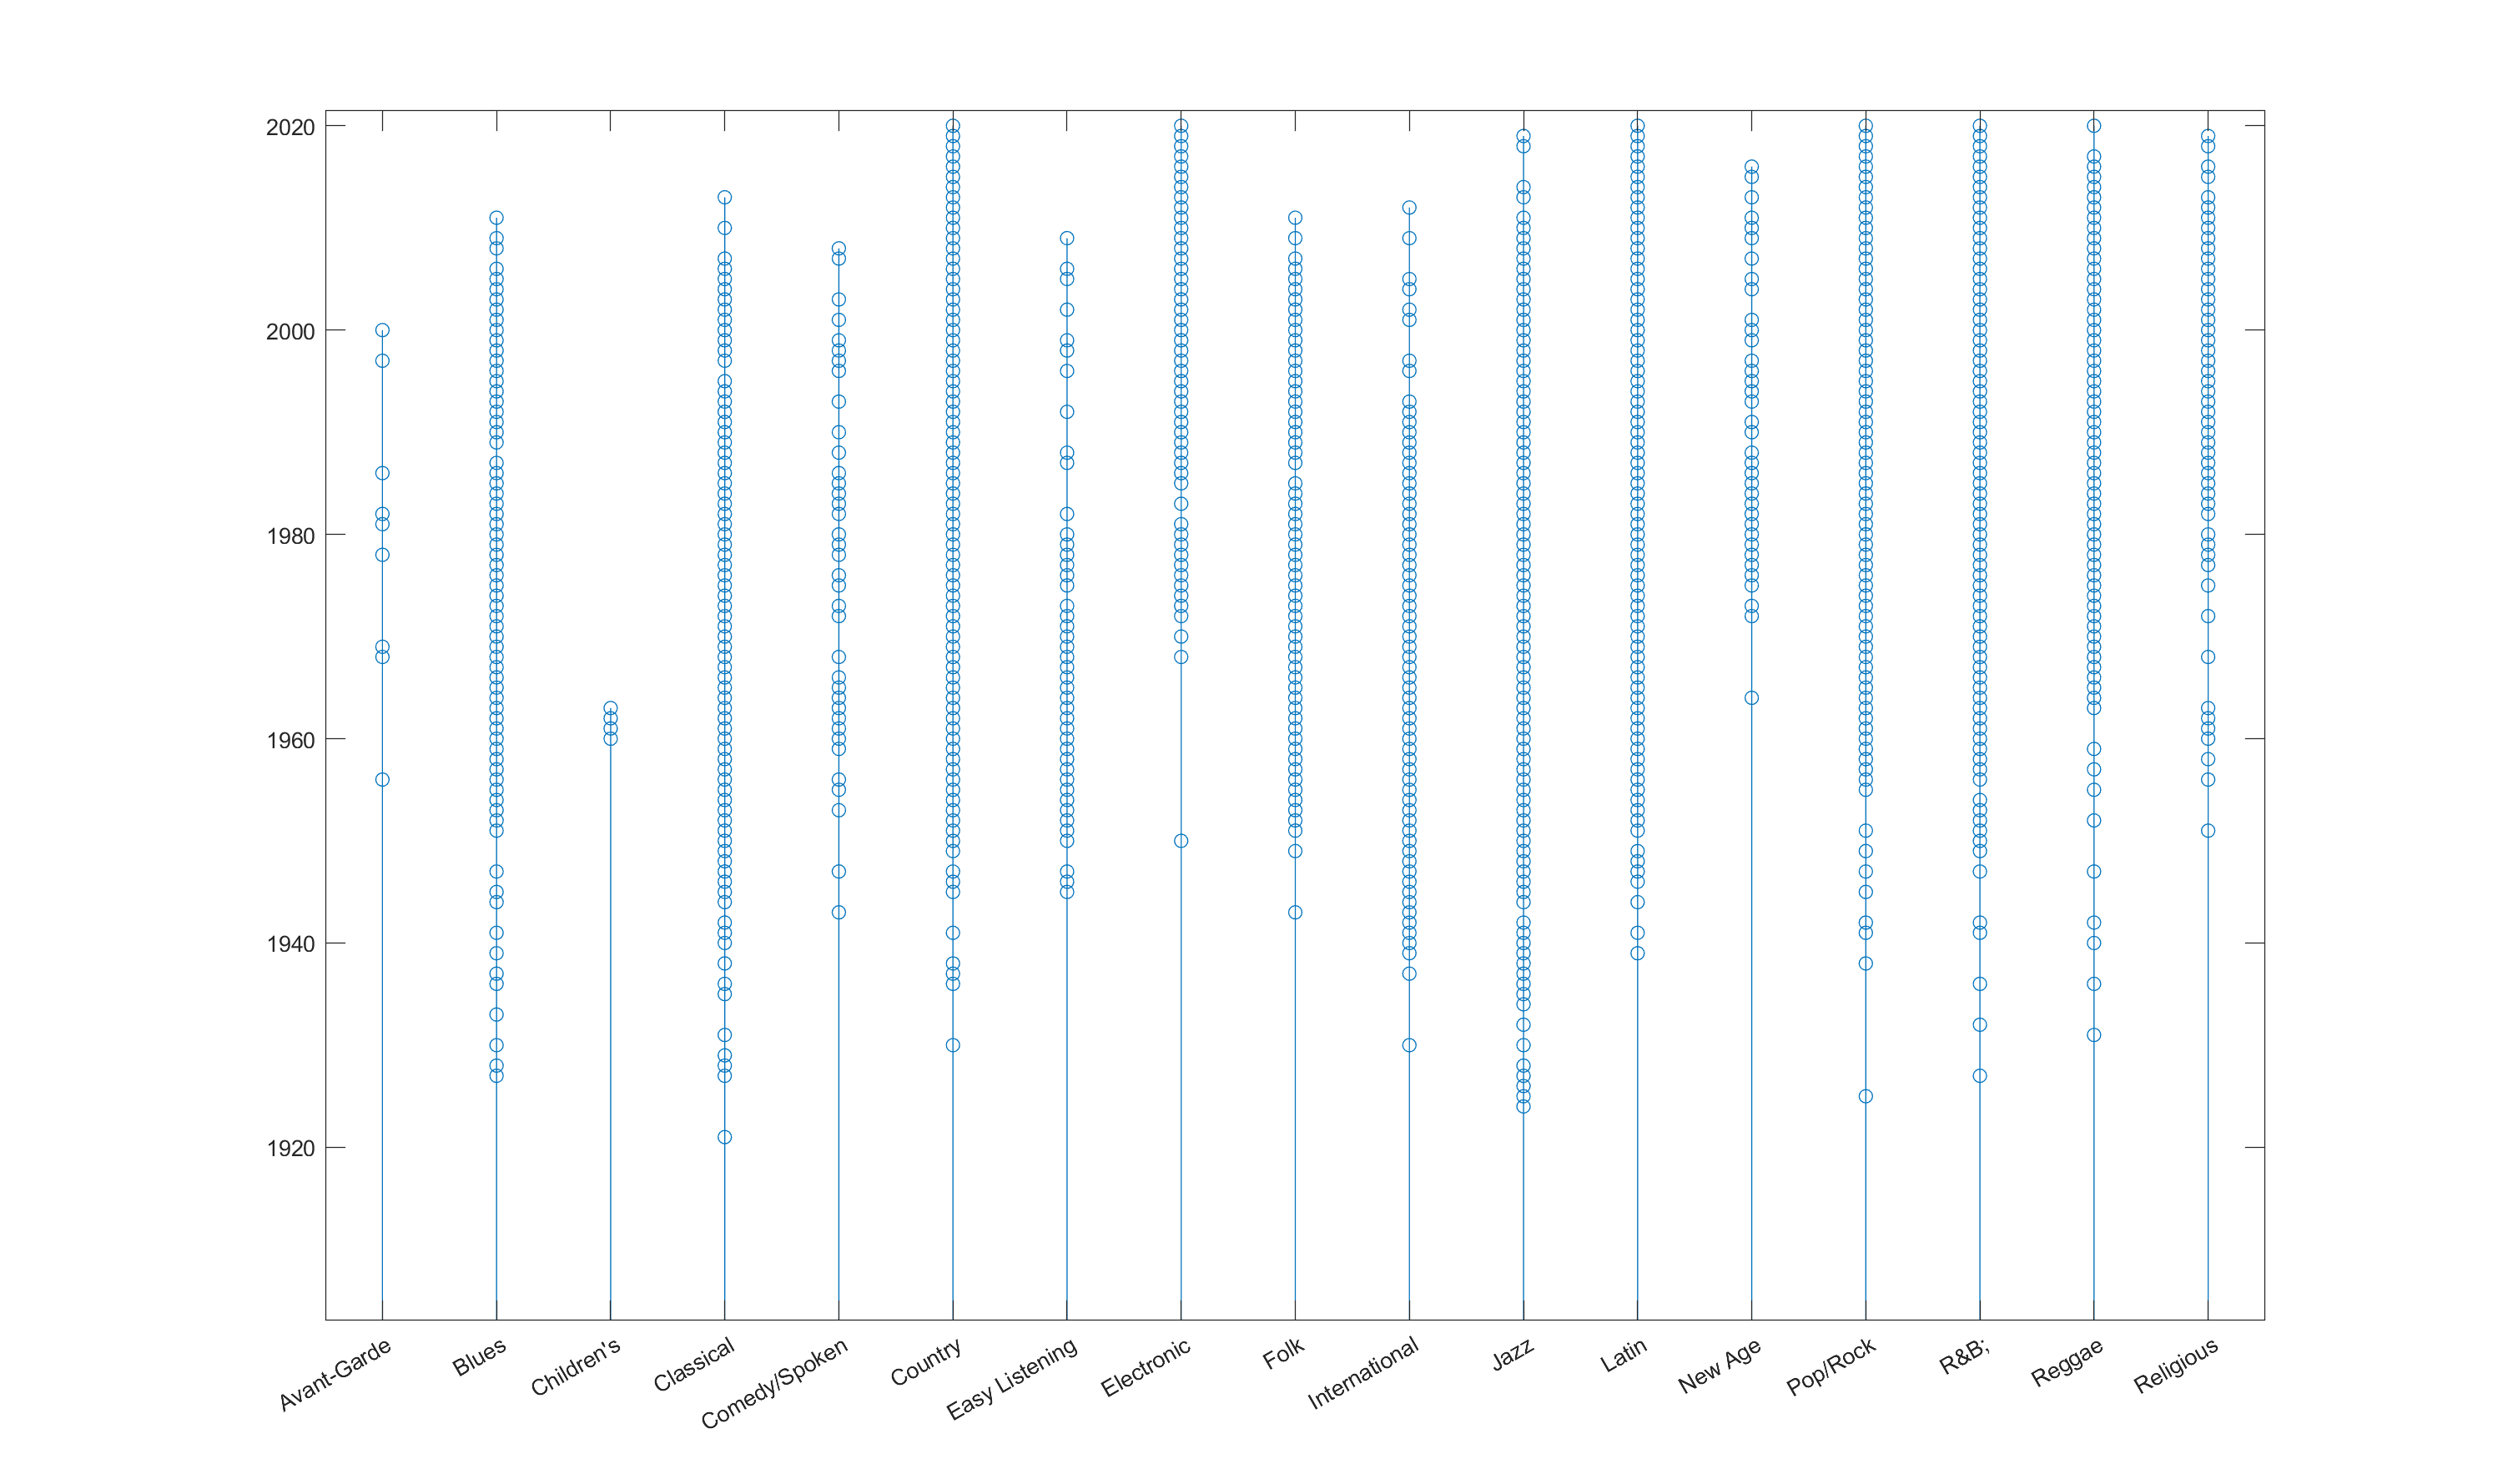 2020
2000
1980
1960
1940
1920
Avant-Garde
Blues
Children's
Classical
Comedy/Spoken
Country
Easy Listening
Electronic
Folk
International
Jazz
Latin
New Age
Pop/Rock
R&B;
Reggae
Religious